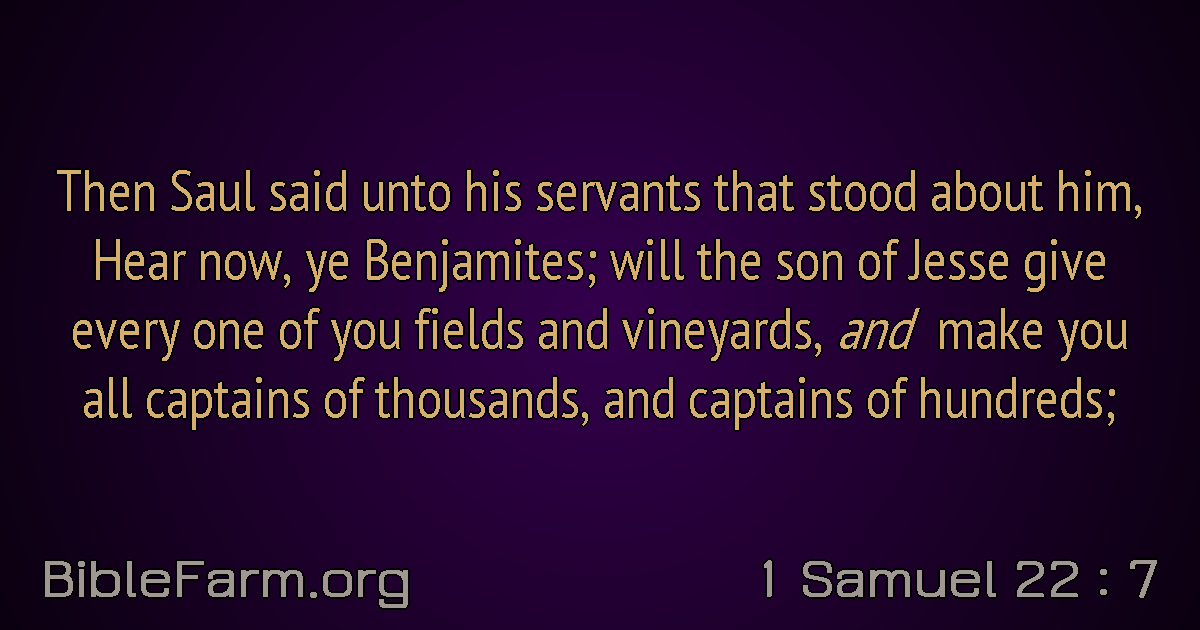 Then Saul said unto his servants that stood about him,
Hear now, ye Benjamites; will the son of Jesse give
every one of you fields and vineyards, and make you
all captains of thousands, and captains of hundreds;
BibleFarm.org
1 Samuel 22 : 7